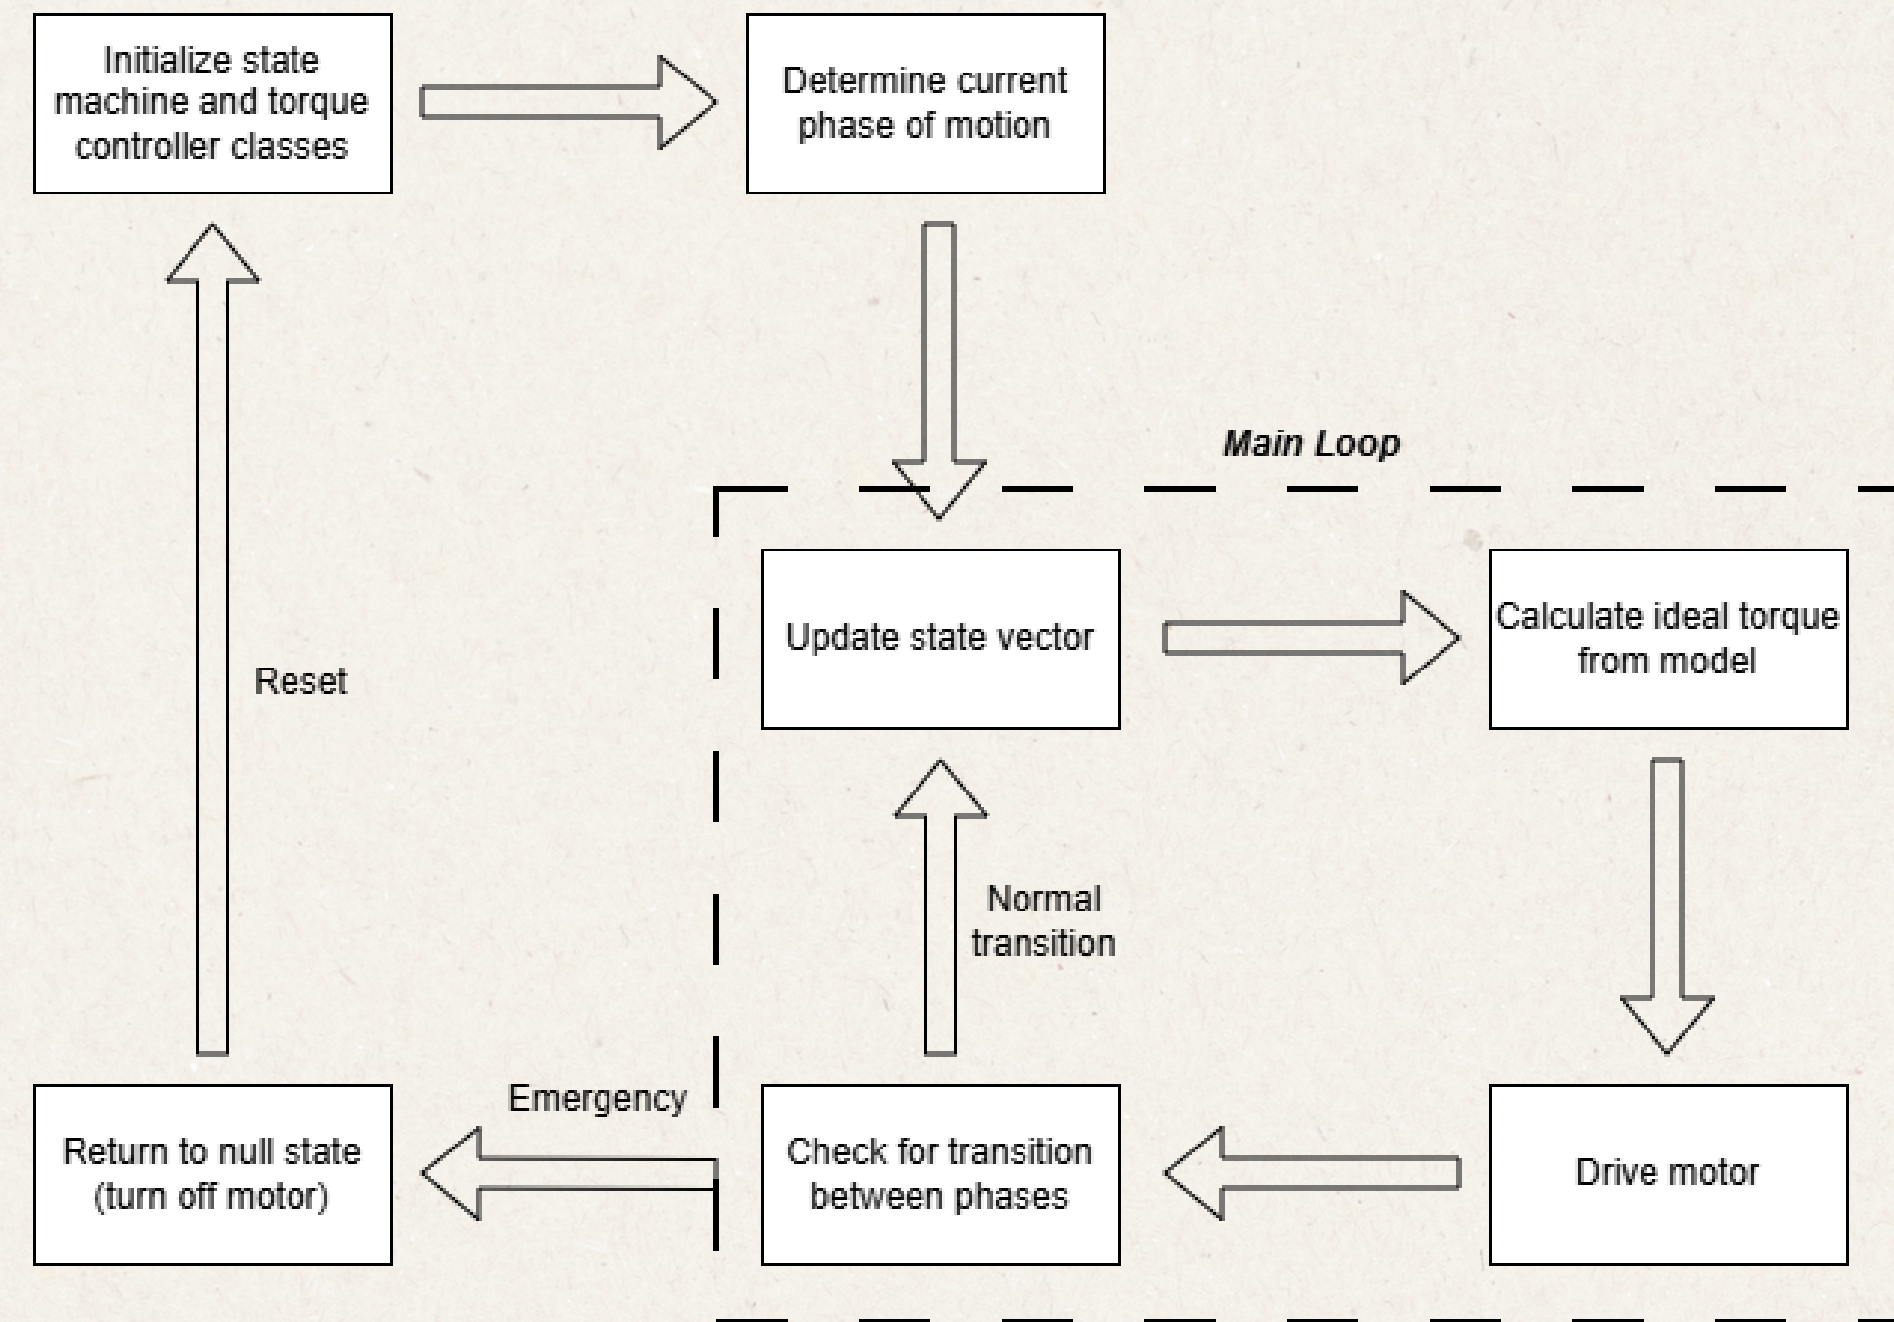 Initialize state
machine and torque
controller classes
Determine current
phase of motion
Main Loop
Update state vector
Calculate ideal torque
from model
Reset
Normal
transition
Emergency
Return to null state
(turn off motor)
Check for transition
between phases
Drive motor